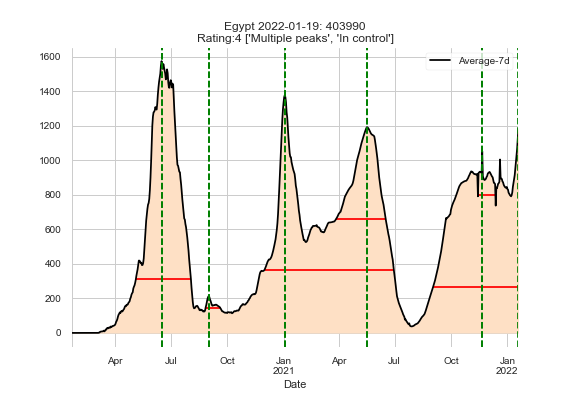 Egypt 2022-01-19: 403990
Rating:4 ['Multiple peaks', 'In control']
Average-7d
1600
1400
1200
1000
800
600
400
200
0
Apr Jul Oct Jan Apr Jul Oct Jan
2021 2022
Date